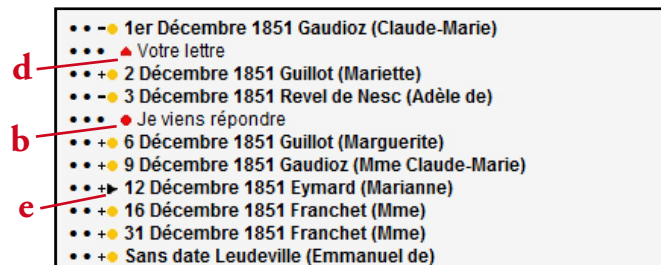 1er Décembre 1851 Gaudioz (Claude-Marie)
Votre lettre
d
2 Décembre 1851 Guillot (Mariette)
3 Décembre 1851 Revel de Nesc (Adèle de)
Je viens répondre
b
6 Décembre 1851 Guillot (Marguerite)
9 Décembre 1851 Gaudioz (Mme Claude-Marie)
12 Décembre 1851 Eymard (Marianne)
e
16 Décembre 1851 Franchet (Mme)
31 Décembre 1851 Franchet (Mme)
Sans date Leudeville (Emmanuel de)